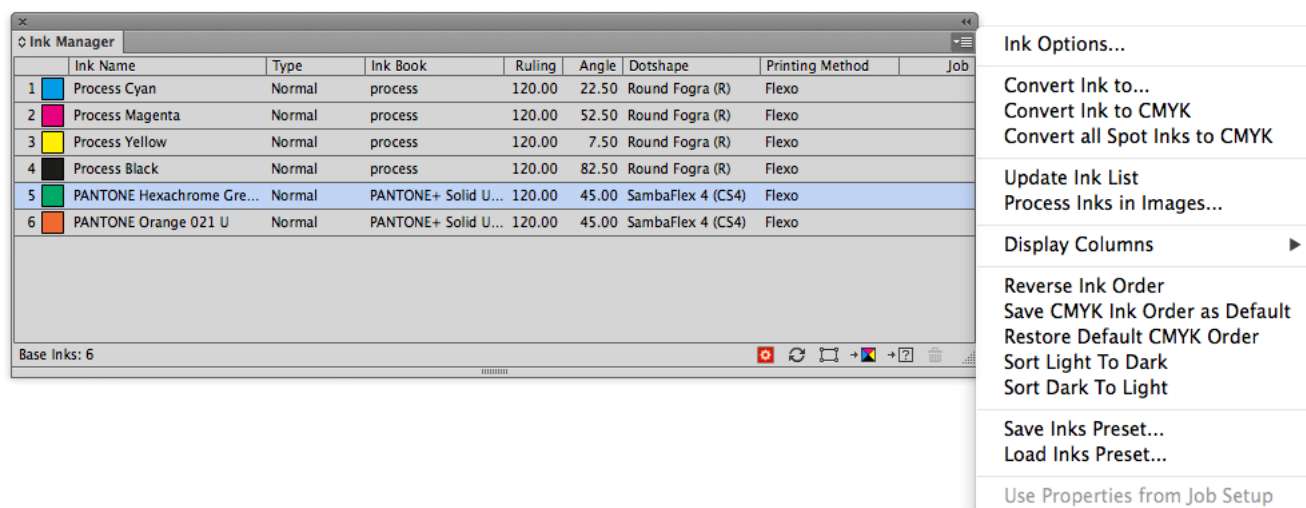 Ink Manager
Ink Name Type Ink Book Ruling Angle Dotshape Printing Method Job
1 Process Cyan Normal process 120.00 22.50 Round Fogra (R) Flexo
2 Process Magenta Normal process 120.00 52.50 Round Fogra (R) Flexo
3 Process Yellow Normal process 120.00 7.50 Round Fogra (R) Flexo
4 Process Black Normal process 120.00 82.50 Round Fogra (R) Flexo
5 PANTONE Hexachrome Gre... Normal PANTONE+ Solid U... 120.00 45.00 SambaFlex 4 (CS4) Flexo
6 PANTONE Orange 021 U Normal PANTONE+ Solid U... 120.00 45.00 SambaFlex 4 (CS4) Flexo
Base Inks: 6
Ink Options...
Convert Ink to...
Convert Ink to CMYK
Convert all Spot Inks to CMYK
Update Ink List
Process Inks in Images...
Display Columns
Reverse Ink Order
Save CMYK Ink Order as Default
Restore Default CMYK Order
Sort Light To Dark
Sort Dark To Light
Save Inks Preset...
Load Inks Preset...
Use Properties from Job Setup